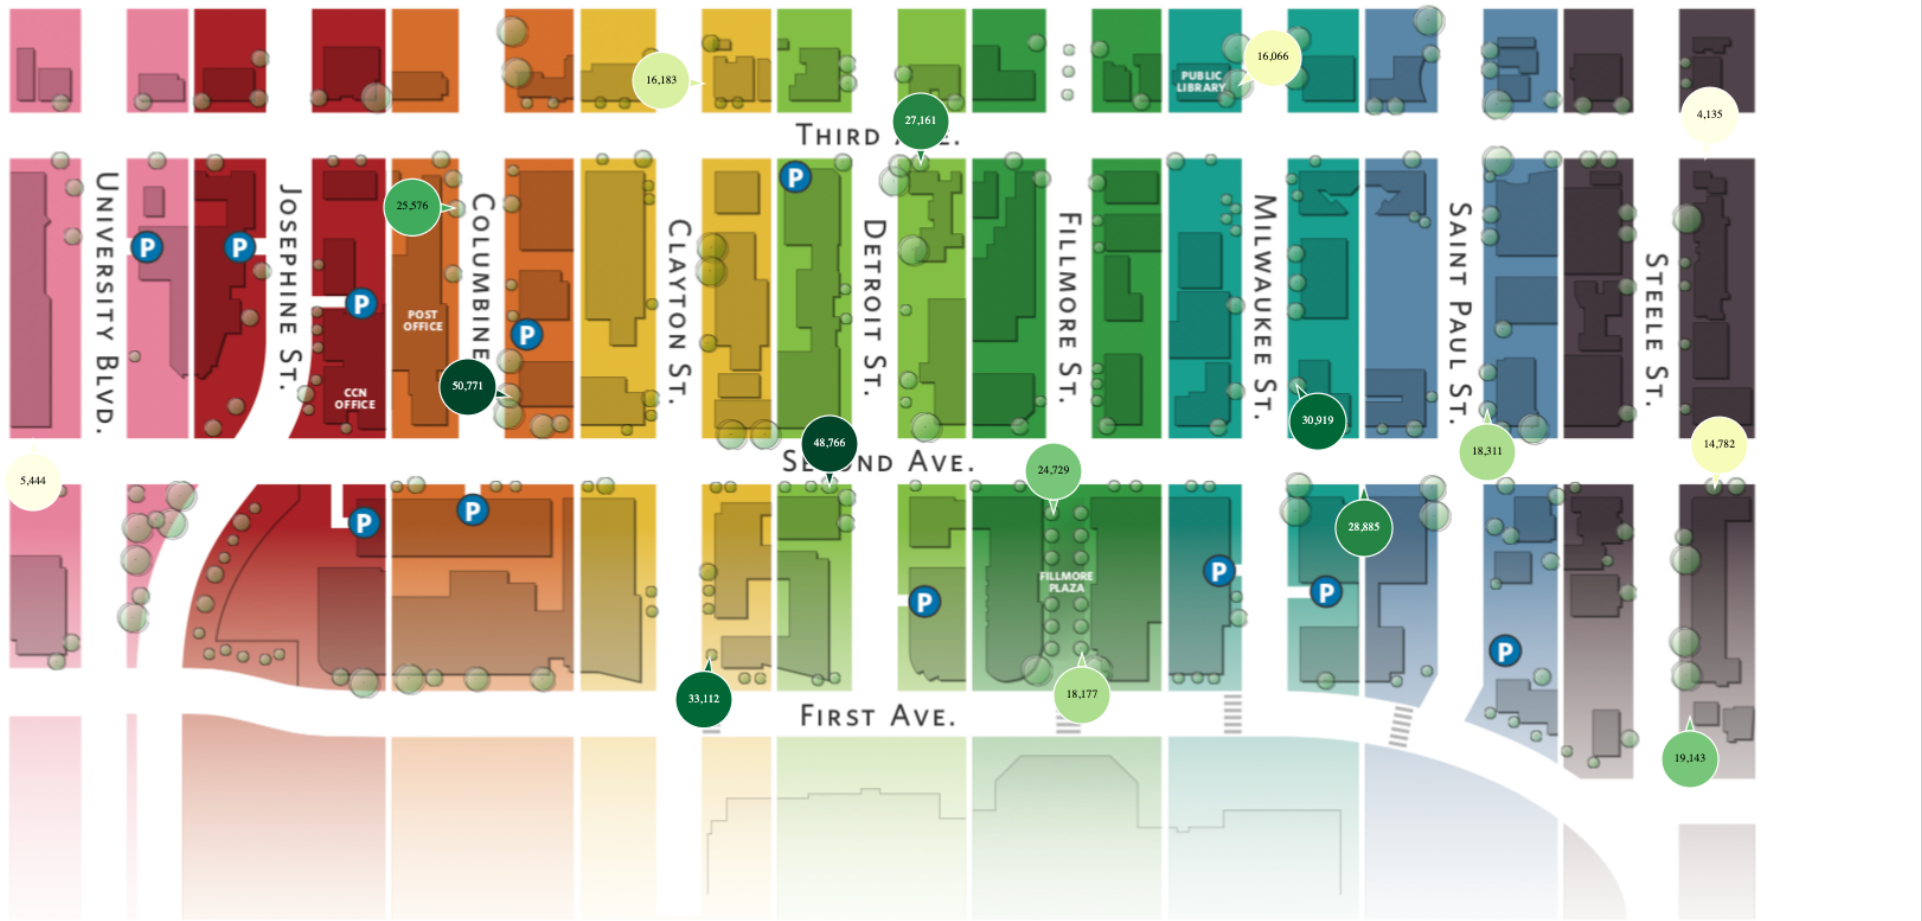 16,183
16,066
PUBLIC
LIBRARY
4,135
27,161
THIRD AVE.
P
25,576
UNIVERSITY BLVD.
JOSEPHINE ST.
COLUMBINE
CLAYTON ST.
DETROIT ST.
FILLMORE ST.
MILWAUKEE ST.
SAINT PAUL ST.
STEELE ST.
P
P
P
POST
OFFICE
P
50,771
CCN
OFFICE
30,919
48,766
18,311
14,782
SECOND AVE.
5,444
24,729
P
P
28,885
FILLMORE
PLAZA
P
P
P
P
33,112
18,177
FIRST AVE.
19,143